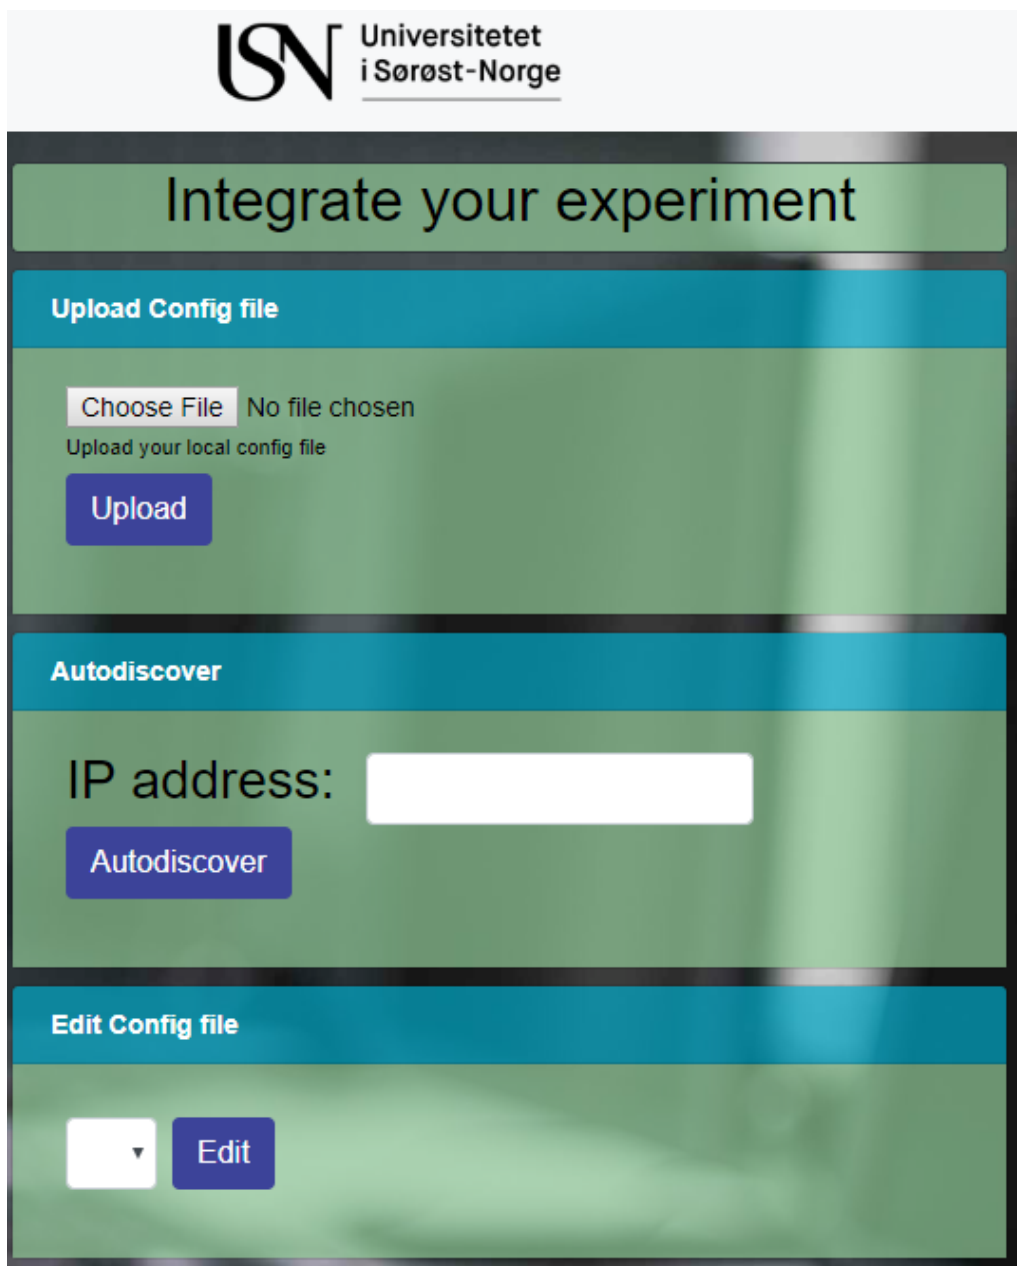 USN Universitetet
i Sørøst-Norge
Integrate your experiment
Upload Config file
Choose File No file chosen
Upload your local config file
Upload
Autodiscover
IP address:
Autodiscover
Edit Config file
Edit